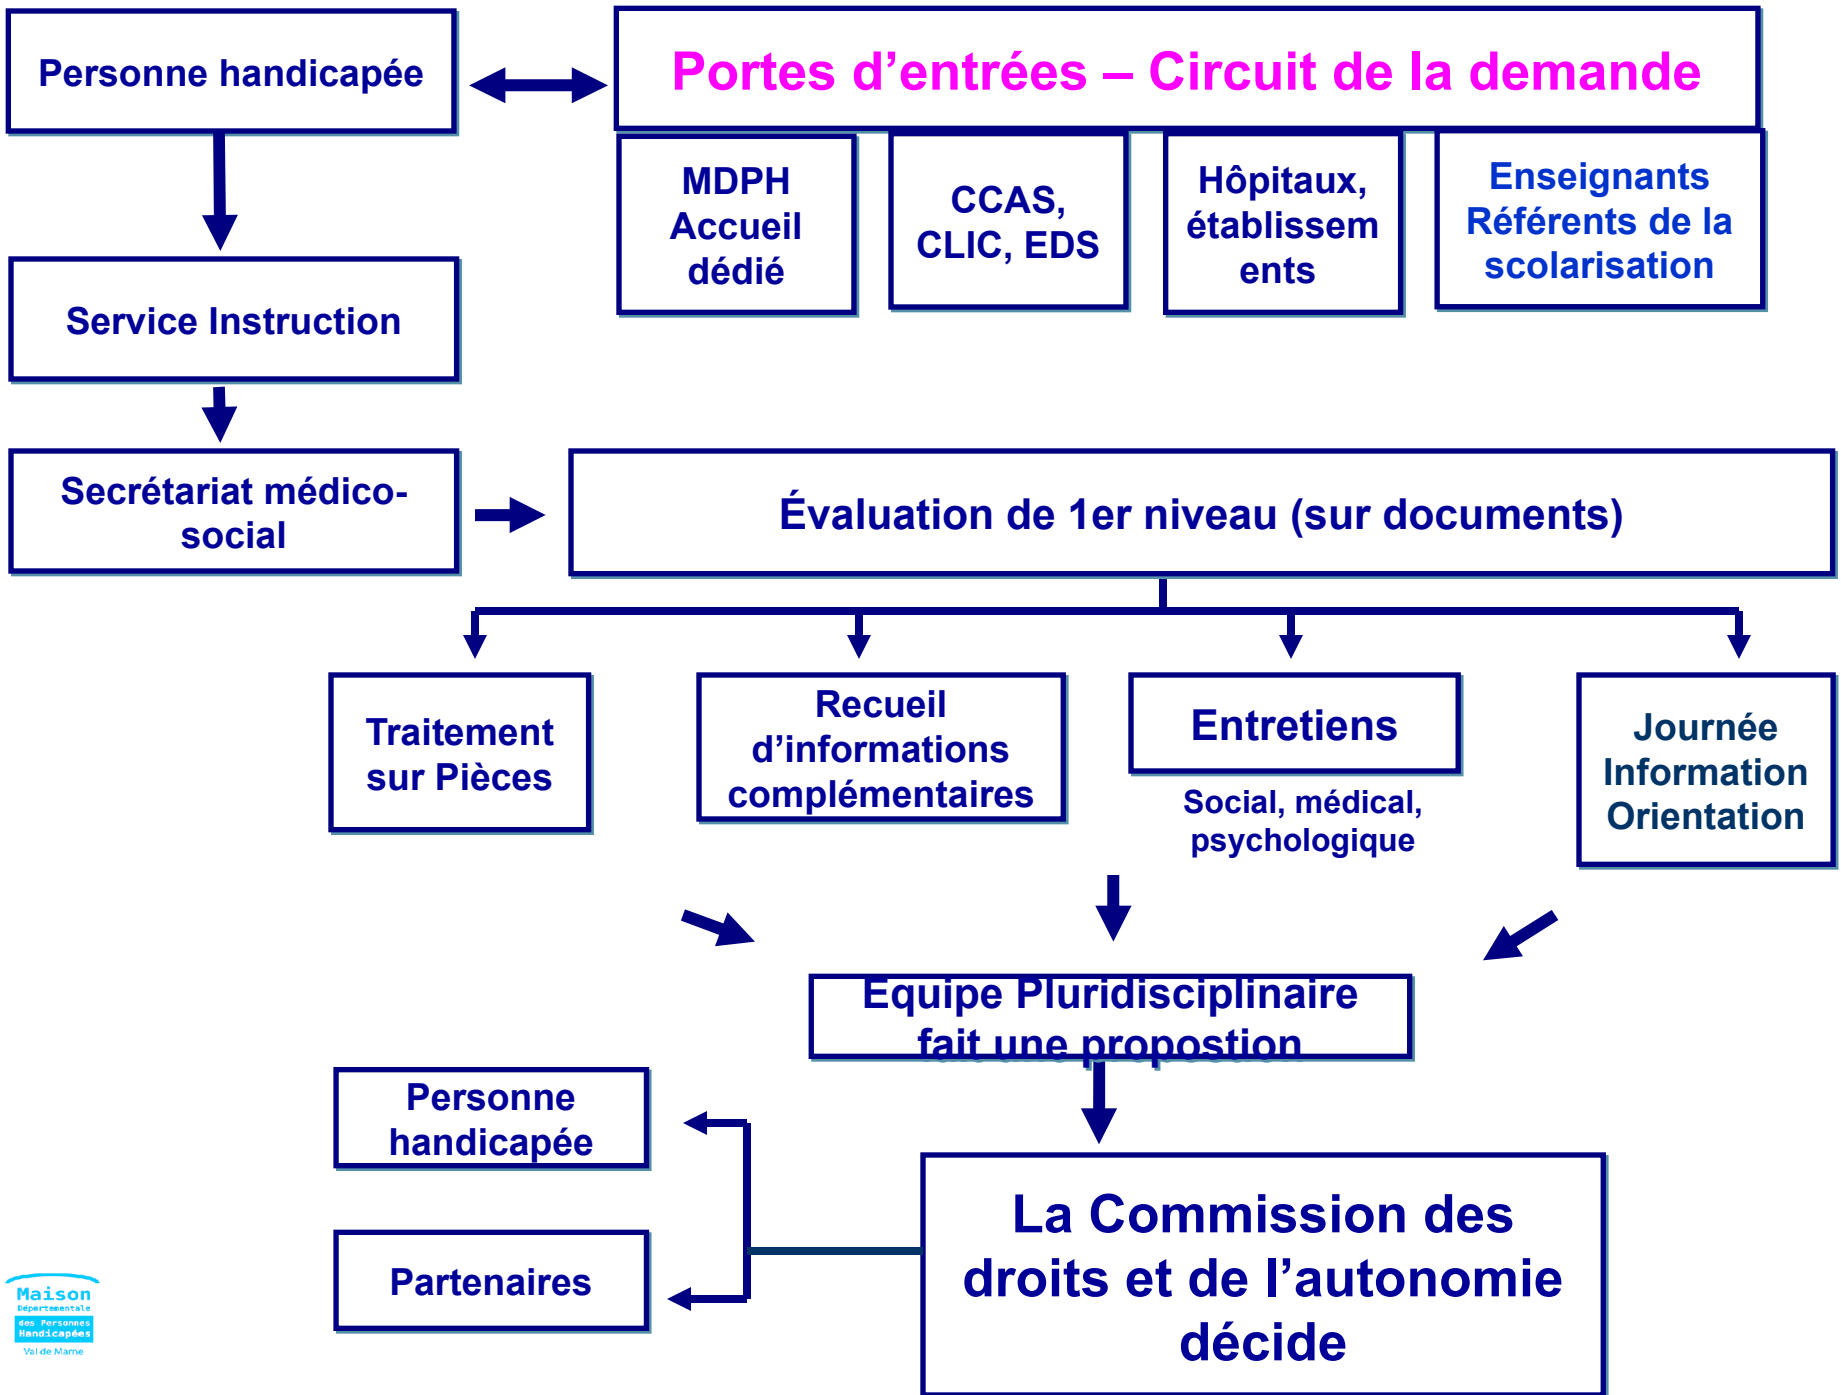 Personne handicapée
Portes d’entrées – Circuit de la demande
MDPH
Accueil
dédié
CCAS,
CLIC, EDS
Hôpitaux,
établissem
ents
Enseignants
Référents de la
scolarisation
Service Instruction
Secrétariat médico-
social
Évaluation de 1er niveau (sur documents)
Traitement
sur Pièces
Recueil
d’informations
complémentaires
Entretiens
Social, médical,
psychologique
Journée
Information
Orientation
Equipe Pluridisciplinaire
fait une propostion
Personne
handicapée
Partenaires
La Commission des
droits et de l’autonomie
décide
Maison
Départementale
des Personnes
Handicapées
Val de Marne